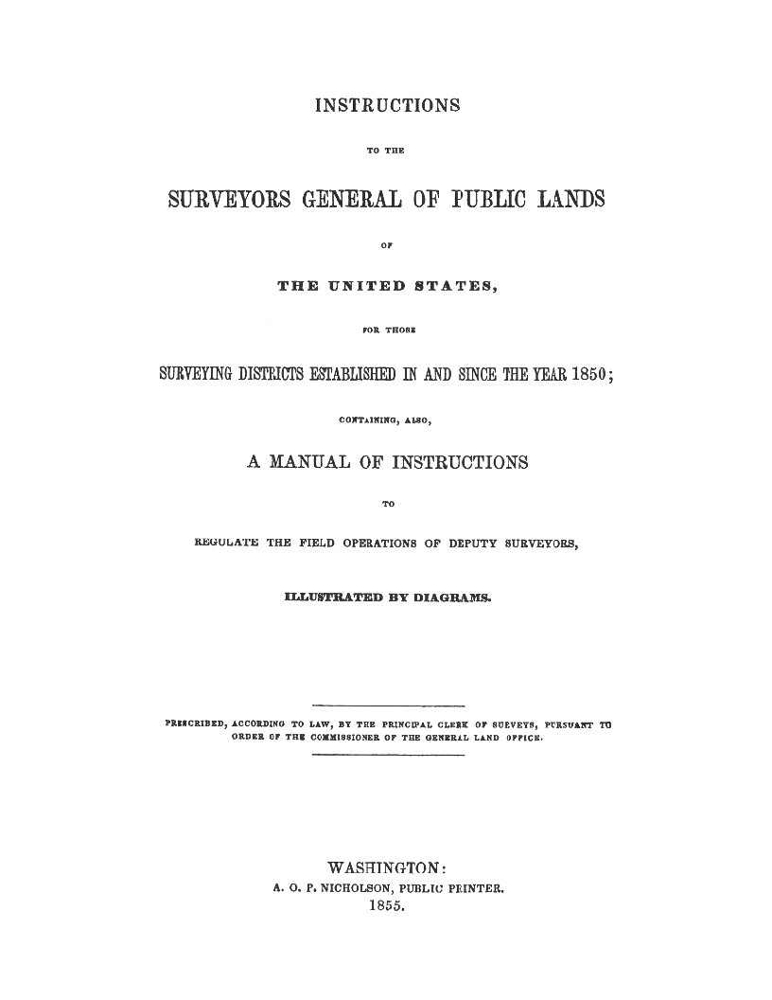 INSTRUCTIONS
TO THE
SURVEYORS GENERAL OF PUBLIC LANDS
OF
THE UNITED STATES,
FOR THOSE
SURVEYING DISTRICTS ESTABLISHED IN AND SINCE THE YEAR 1850;
CONTAINING, ALSO,
A MANUAL OF INSTRUCTIONS
TO
REGULATE THE FIELD OPERATIONS OF DEPUTY SURVEYORS,
ILLUSTRATED BY DIAGRAMS.
PRESCRIBED, ACCORDING TO LAW, BY THE PRINCIPAL CLERK OF SURVEYS, PURSUANT TO
ORDER OF THE COMMISSIONER OF THE GENERAL LAND OFFICE.
WASHINGTON:
A. O. P. NICHOLSON, PUBLIC PRINTER.
1855.